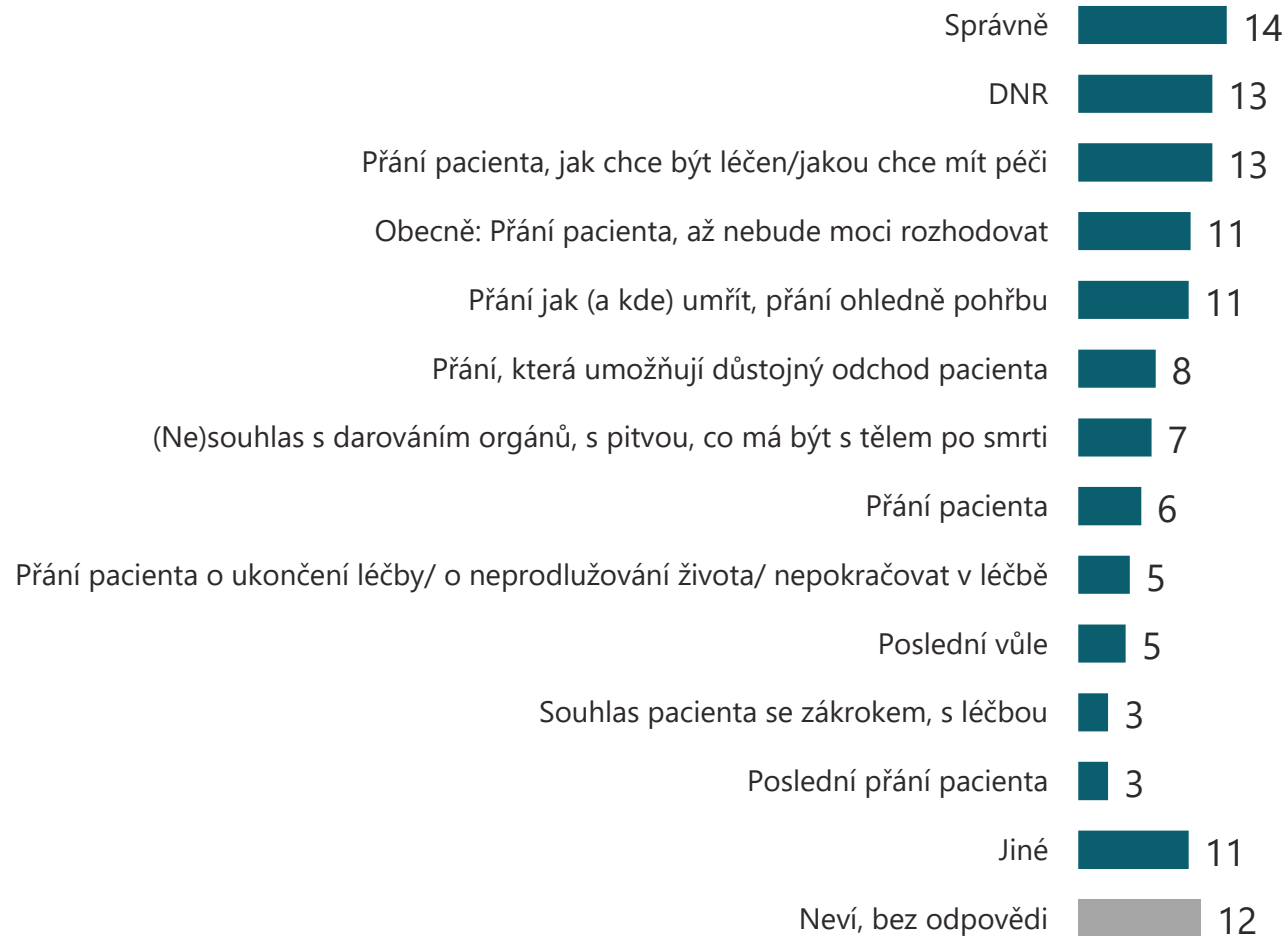 Správně 14
DNR 13
Přání pacienta, jak chce být léčen/jakou chce mít péči 13
Obecně: Přání pacienta, až nebude moci rozhodovat 11
Přání jak (a kde) umřít, přání ohledně pohřbu 11
Přání, která umožňují důstojný odchod pacienta 8
(Ne)souhlas s darováním orgánů, s pitvou, co má být s tělem po smrti 7
Přání pacienta 6
Přání pacienta o ukončení léčby/ o neprodlužování života/ nepokračovat v léčbě 5
Poslední vůle 5
Souhlas pacienta se zákrokem, s léčbou 3
Poslední přání pacienta 3
Jiné 11
Neví, bez odpovědi 12